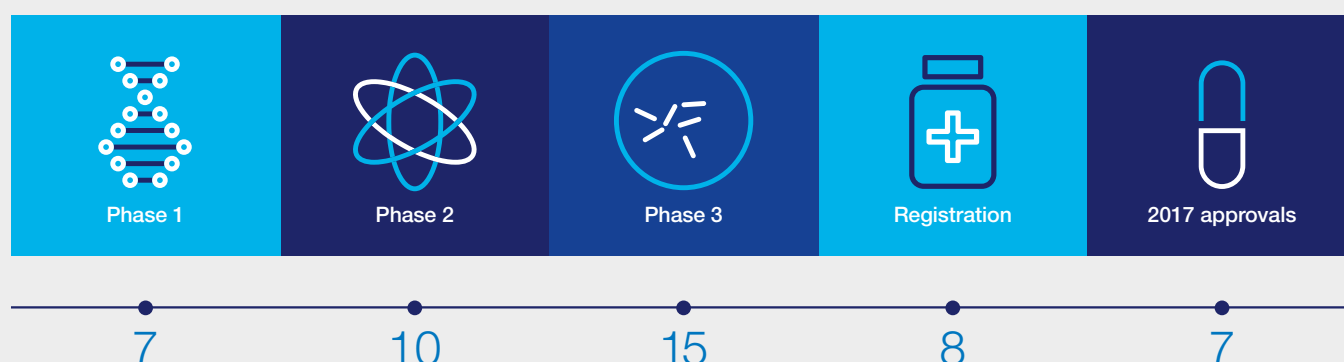 Phase 1
Phase 2
Phase 3
Registration
2017 approvals
7
10
15
8
7